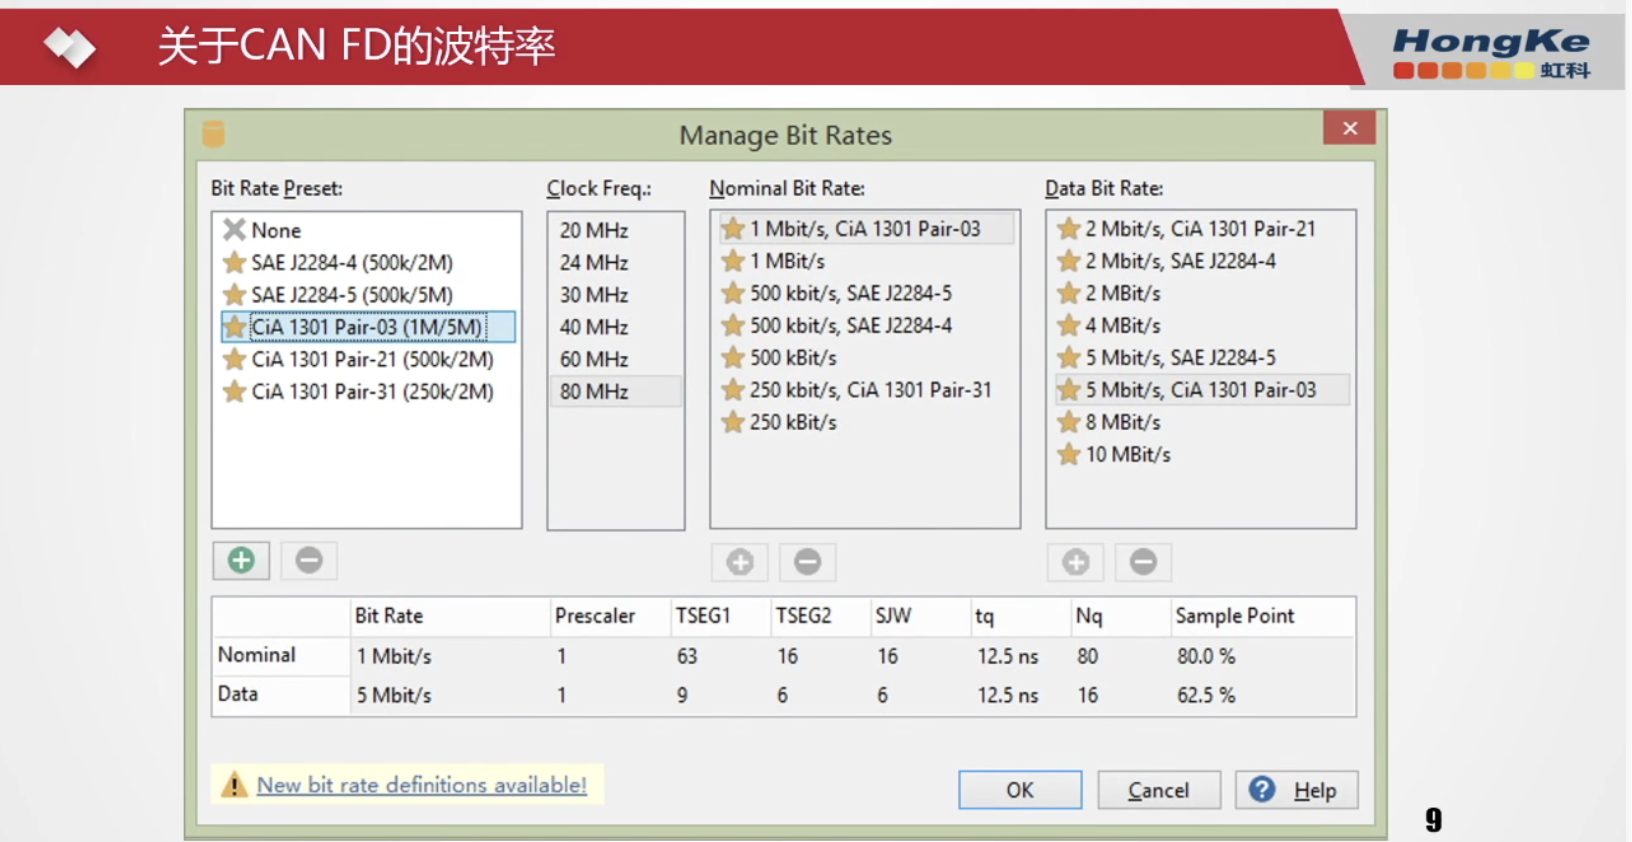 关于CAN FD的波特率
HongKe
虹科
Manage Bit Rates
Bit Rate Preset:
None
SAE J2284-4 (500k/2M)
SAE J2284-5 (500k/5M)
CiA 1301 Pair-03 (1M/5M)
CiA 1301 Pair-21 (500k/2M)
CiA 1301 Pair-31 (250k/2M)
Clock Freq.:
20 MHz
24 MHz
30 MHz
40 MHz
60 MHz
80 MHz
Nominal Bit Rate:
1 Mbit/s, CiA 1301 Pair-03
1 MBit/s
500 kbit/s, SAE J2284-5
500 kbit/s, SAE J2284-4
500 kBit/s
250 kbit/s, CiA 1301 Pair-31
250 kBit/s
Data Bit Rate:
2 Mbit/s, CiA 1301 Pair-21
2 Mbit/s, SAE J2284-4
2 MBit/s
4 MBit/s
5 Mbit/s, SAE J2284-5
5 Mbit/s, CiA 1301 Pair-03
8 MBit/s
10 MBit/s
Bit Rate Prescaler TSEG1 TSEG2 SJW tq Nq Sample Point
Nominal 1 Mbit/s 1 63 16 16 12.5 ns 80 80.0 %
Data 5 Mbit/s 1 9 6 6 12.5 ns 16 62.5 %
New bit rate definitions available!
OK Cancel Help
9